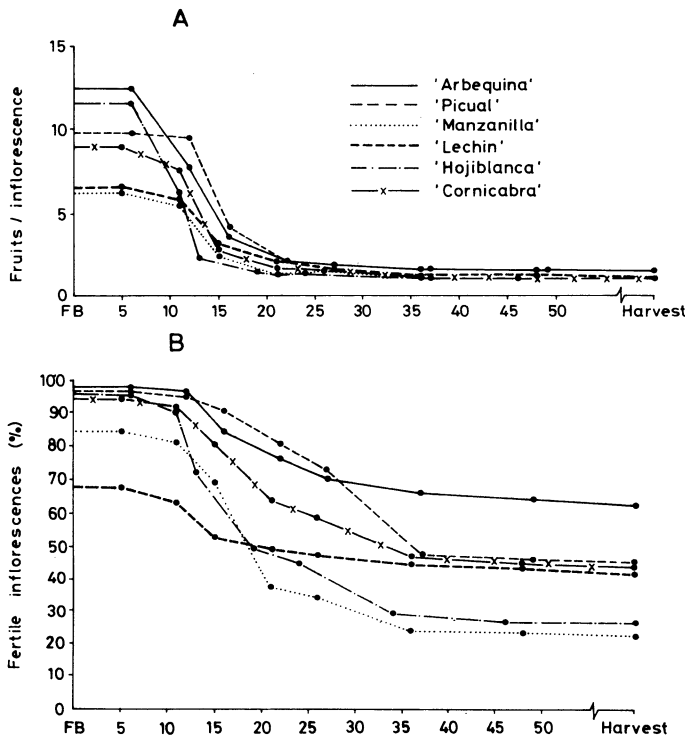 A
15
10
5
0
Fruits / inflorescence
'Arbequina'
'Picual'
'Manzanilla'
'Lechin'
'Hojiblanca'
'Cornicabra'
FB 5 10 15 20 25 30 35 40 45 50 Harvest
B
100
90
80
70
60
50
40
30
20
10
0
Fertile inflorescences (%)
FB 5 10 15 20 25 30 35 40 45 50 Harvest